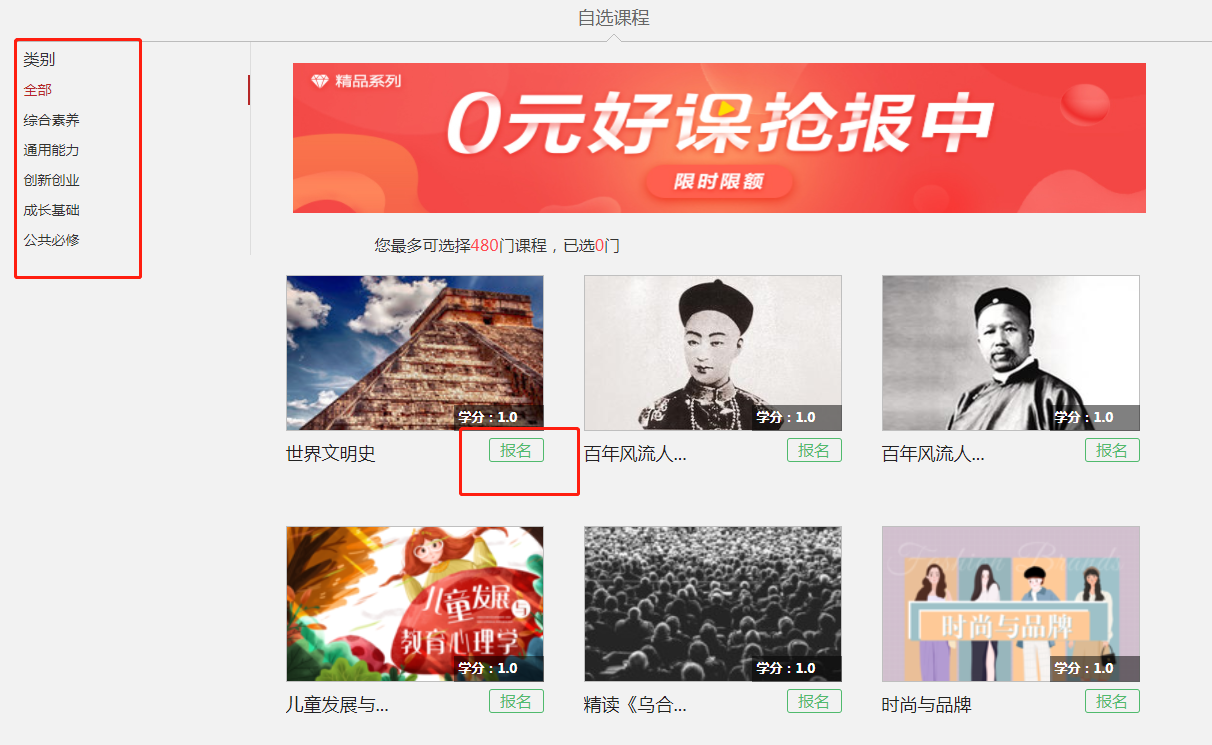 自选课程
类别
全部
综合素养
通用能力
创新创业
成长基础
公共必修
精品系列
0元好课抢报中
限时限额
您最多可选择480门课程，已选0门
学分：1.0
学分：1.0
学分：1.0
世界文明史
报名
百年风流人...
报名
百年风流人...
报名
儿童发展与
教育心理学
学分：1.0
学分：1.0
Fashion Brands
时尚与品牌
学分：1.0
儿童发展与...
报名
精读《乌合...
报名
时尚与品牌
报名